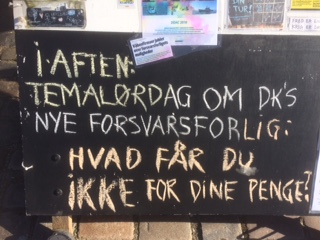 I AFTEN:
TEMALØRDAG OM DK'S
NYE FORSVARSFORLIG:
HVAD FÅR DU
IKKE FOR DINE PENGE?